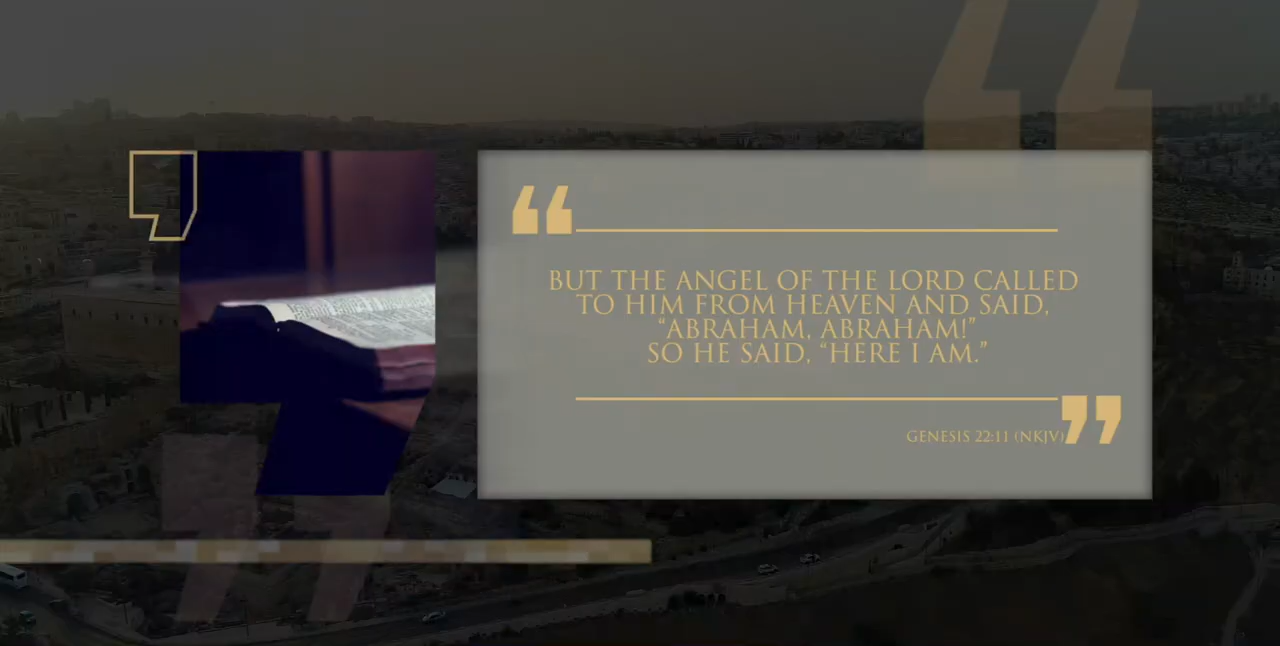 BUT THE ANGEL OF THE LORD CALLED
TO HIM FROM HEAVEN AND SAID,
“ABRAHAM, ABRAHAM!”
SO HE SAID, “HERE I AM.”
GENESIS 22:11 (NKJV)